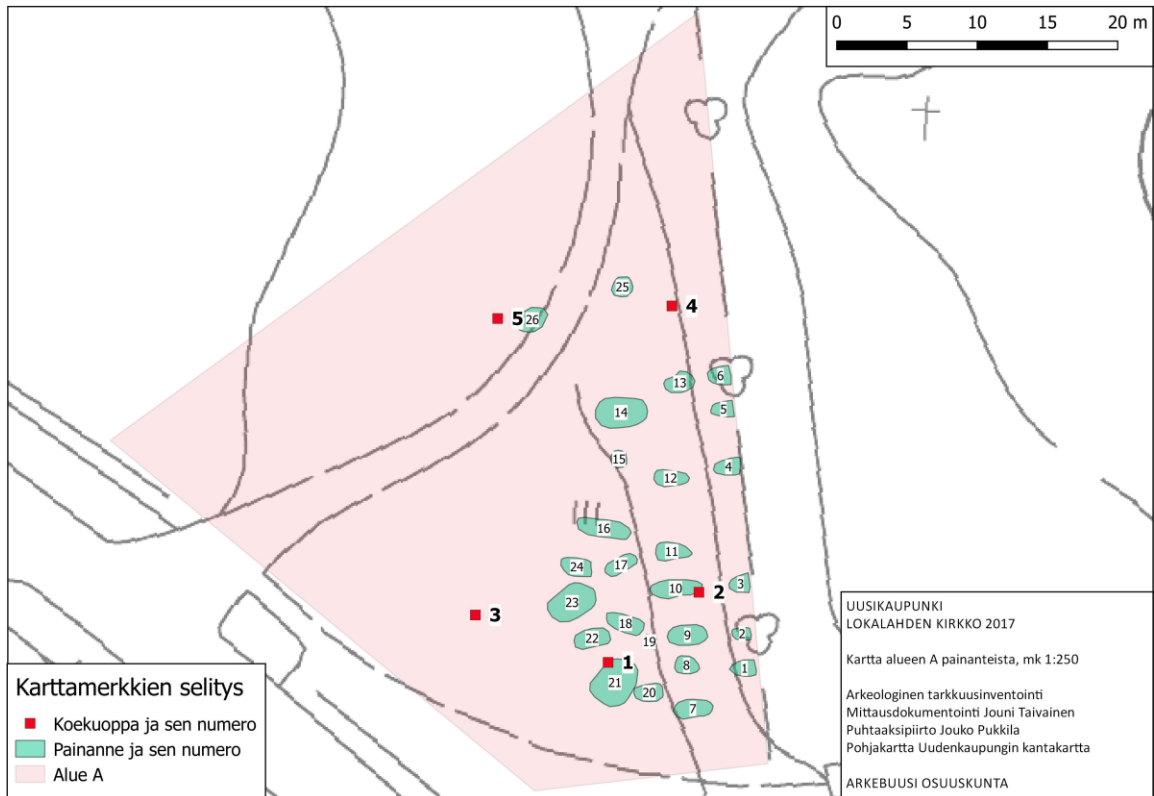 0 5 10 15 20 m
25
4
5 26
13 6
14 5
15
12 4
16
11
24 17
10 2 3
23
3
18
22 19 9 2
1
8 1
21
20
7
Karttamerkkien selitys
Koekuoppa ja sen numero
Painanne ja sen numero
Alue A
UUSIKAUPUNKI
LOKALAHDEN KIRKKO 2017
Kartta alueen A painanteista, mk 1:250
Arkeologinen tarkkuusinventointi
Mittausdokumentointi Jouni Taivainen
Puhtaaksipiirto Jouko Pukkila
Pohjakartta Uudenkaupungin kantakartta
ARKEBUUSI OSUUSKUNTA